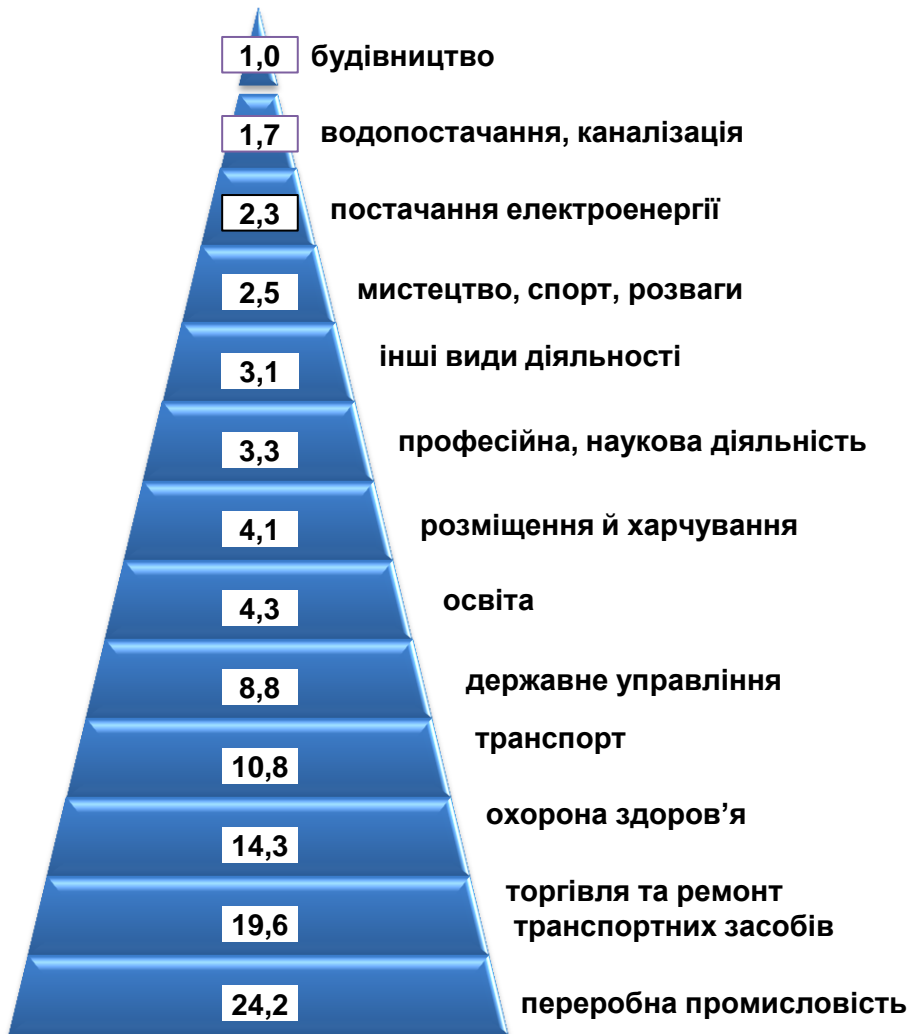 1,0 будівництво
1,7 водопостачання, каналізація
2,3 постачання електроенергії
2,5 мистецтво, спорт, розваги
3,1 інші види діяльності
3,3 професійна, наукова діяльність
4,1 розміщення й харчування
4,3 освіта
8,8 державне управління
10,8 транспорт
14,3 охорона здоров’я
19,6 торгівля та ремонт
транспортних засобів
24,2 переробна промисловість